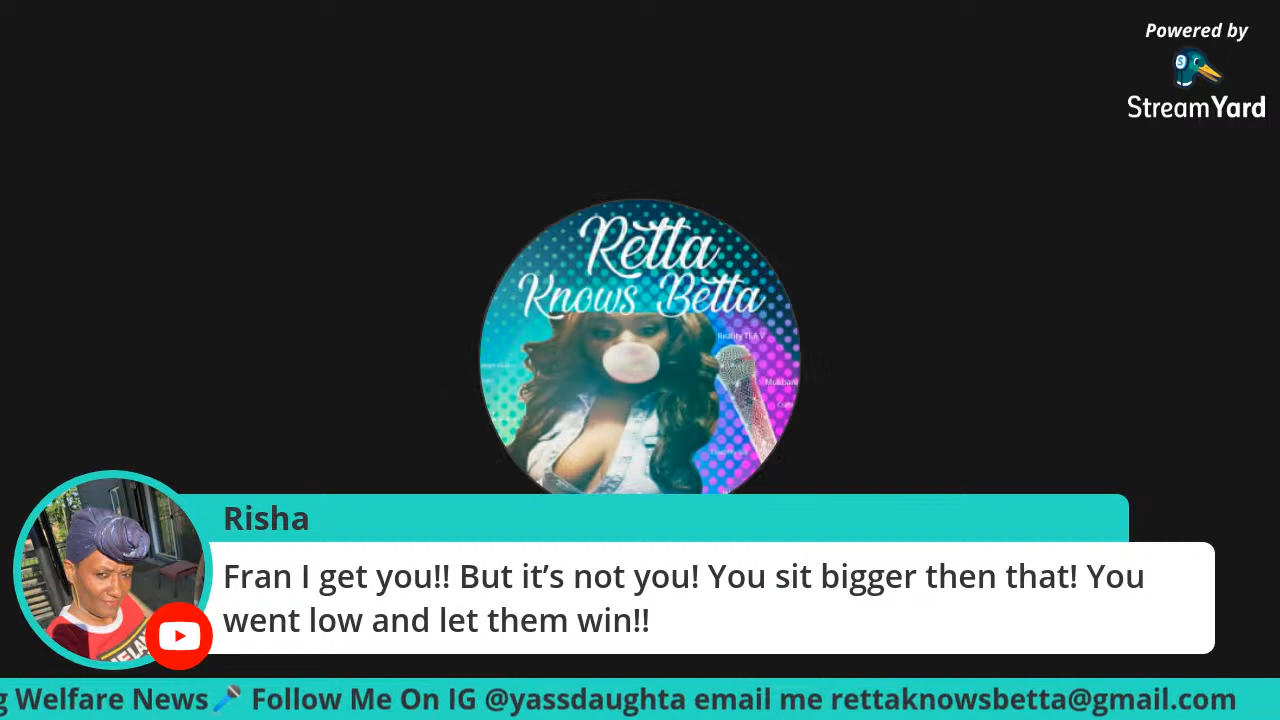 Powered by
S
StreamYard
Retta
Knows Betta
Risha
Fran I get you!! But it’s not you! You sit bigger then that! You
went low and let them win!!
g Welfare News🎤 Follow Me On IG @yassdaughta email me rettaknowsbetta@gmail.com